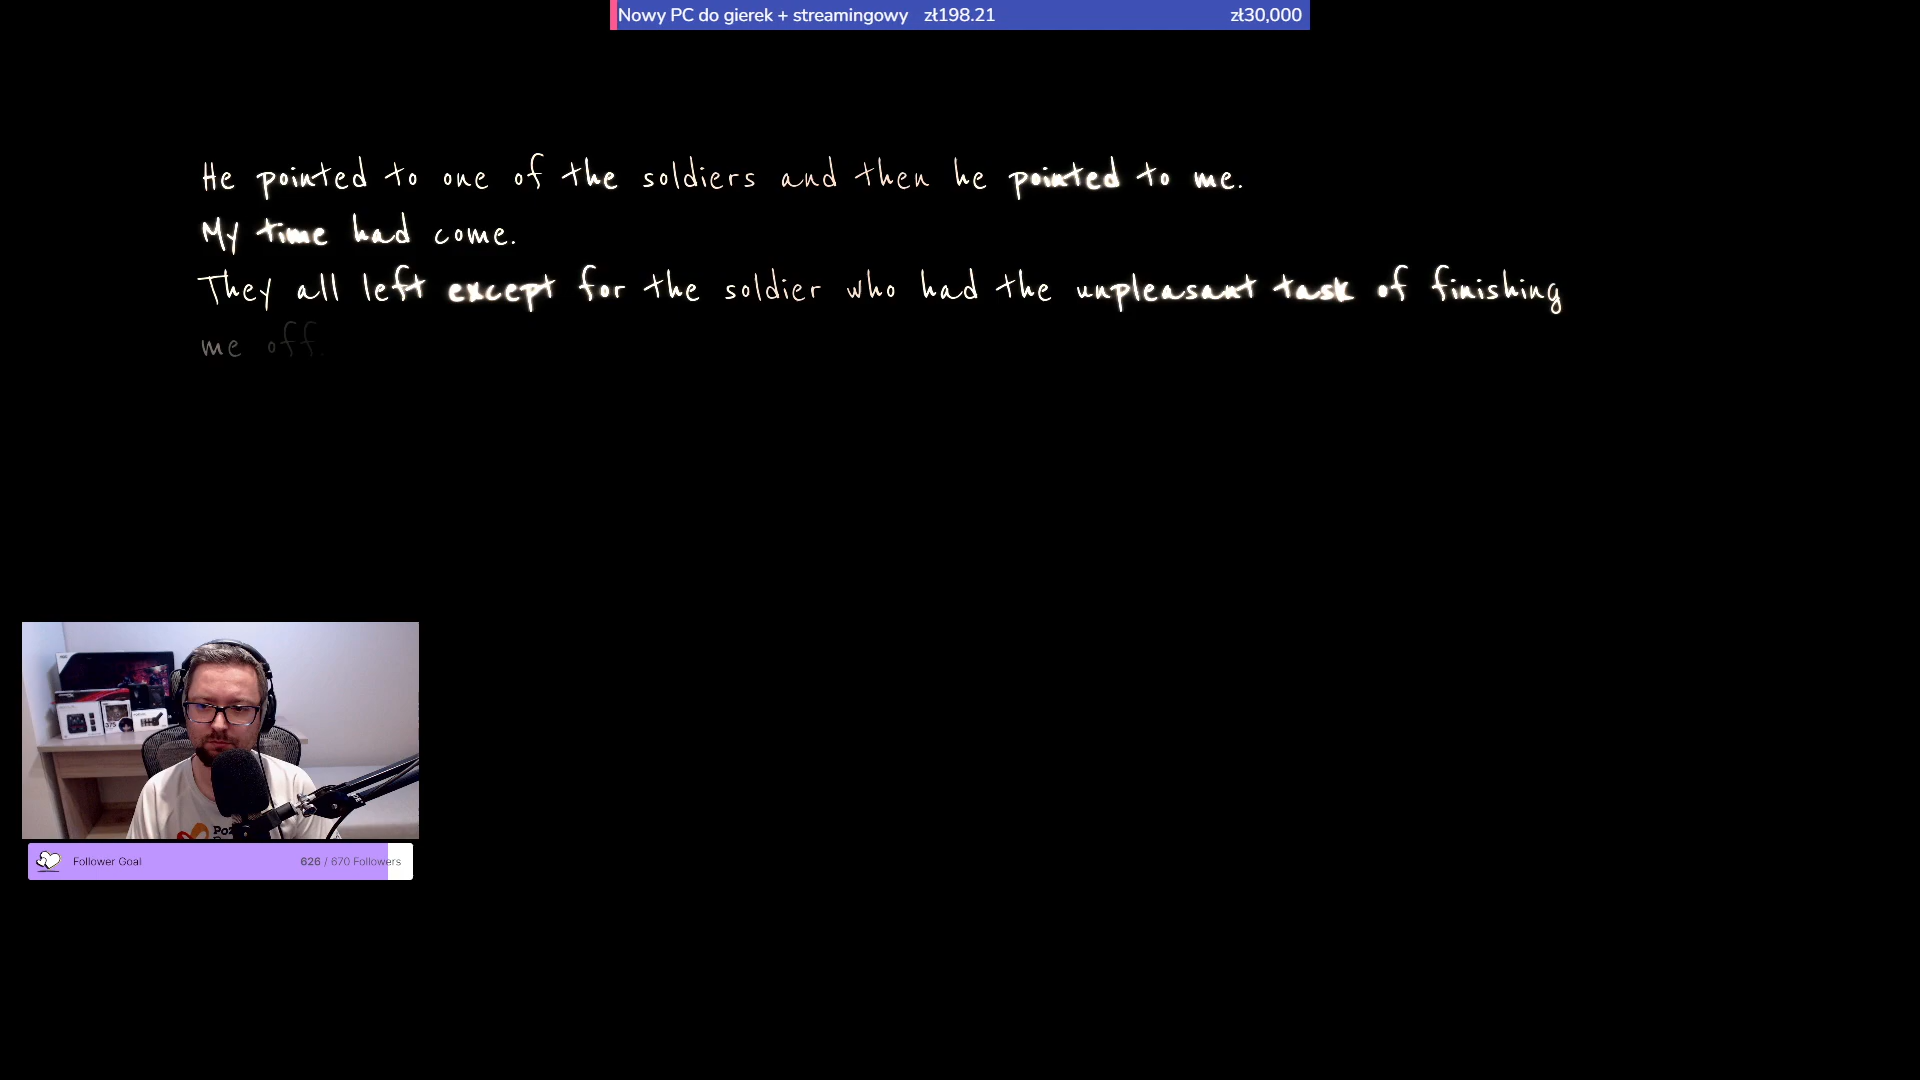 Nowy PC do gierek + streamingowy zł198.21 zł30,000
He pointed to one of the soldiers and then he pointed to me.
My time had come.
They all left except for the soldier who had the unpleasant task of finishing
me off.
375
Poz
Follower Goal 626 / 670 Followers